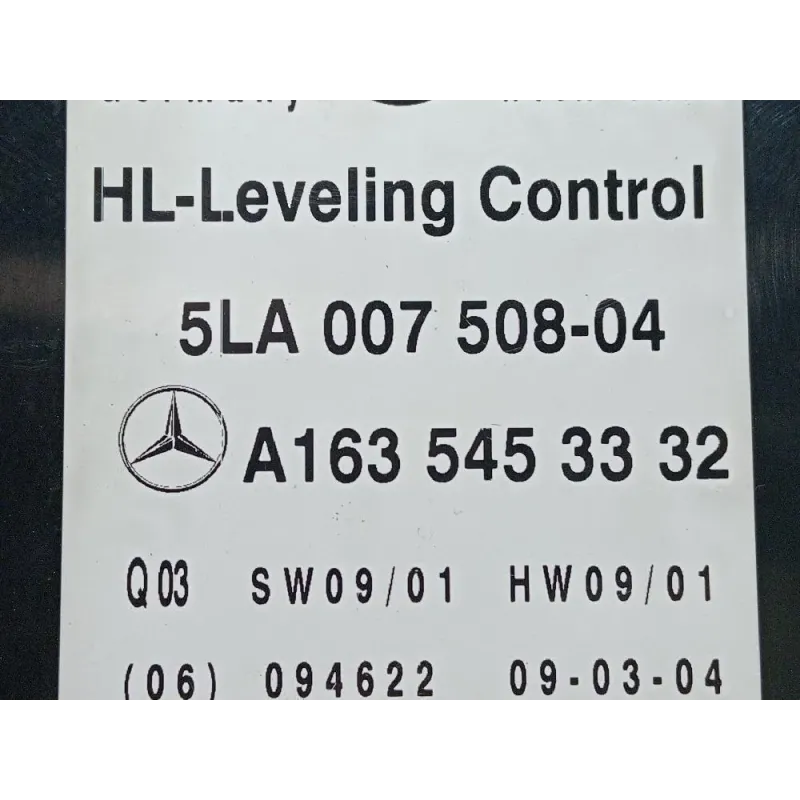 HL-Leveling Control
5LA 007 508-04
A163 545 33 32
Q03 SW09/01 HW09/01
(06) 094622 09-03-04